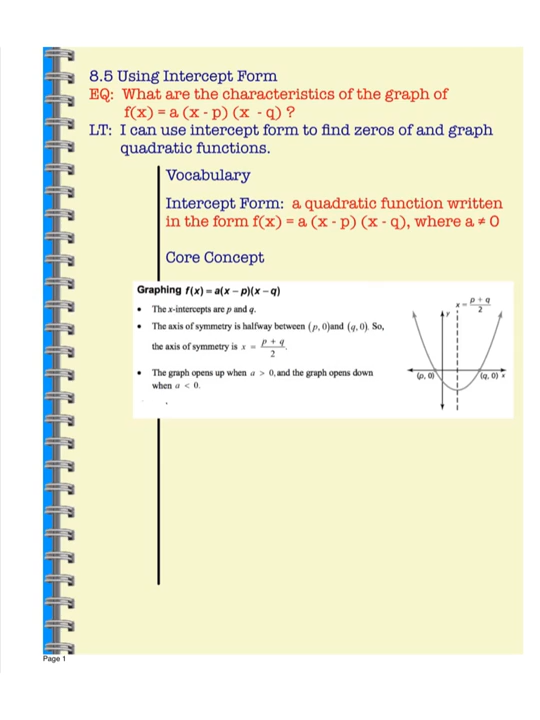 8.5 Using Intercept Form
EQ: What are the characteristics of the graph of
f(x) = a (x - p) (x - q) ?
LT: I can use intercept form to find zeros of and graph
quadratic functions.
Vocabulary
Intercept Form: a quadratic function written
in the form f(x) = a (x - p) (x - q), where a ≠ 0
Core Concept
Graphing f(x) = a(x – p)(x – q)
• The x-intercepts are p and q.
• The axis of symmetry is halfway between (p, 0)and (q, 0). So,
the axis of symmetry is x = p + q / 2.
• The graph opens up when a > 0, and the graph opens down
when a < 0.
x = p + q / 2
y
(p, 0)
(q, 0) x
Page 1